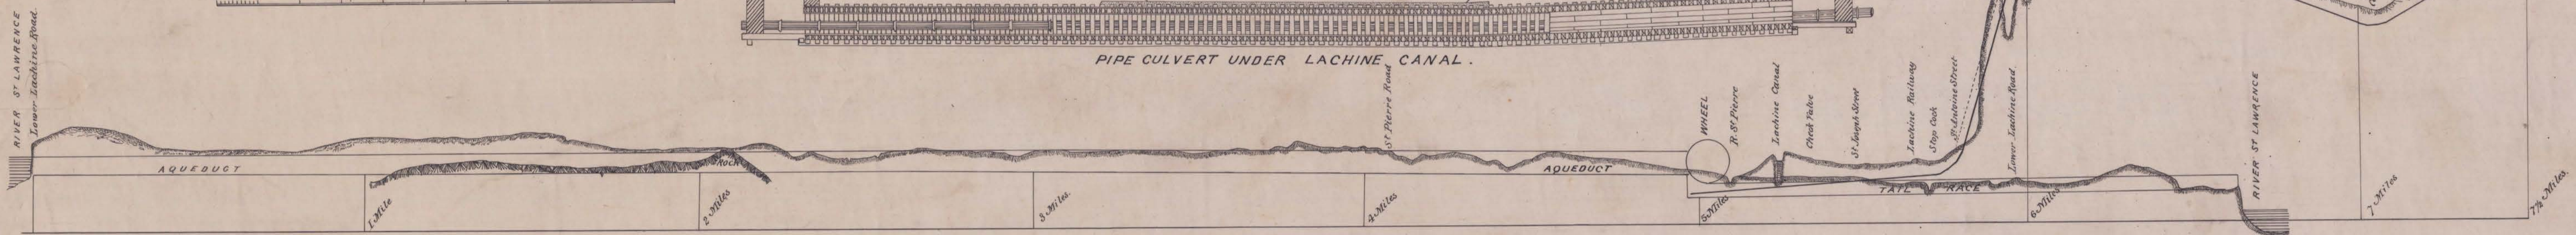 PIPE CULVERT UNDER LACHINE CANAL.
RIVER ST LAWRENCE
Lower Lachine Road.
St Pierre Road
WHEEL
R. St Pierre
Lachine Canal
Check Valve
St Joseph Street
Lachine Railway
Stop Cock
St Antoine Street
Lower Lachine Road
RIVER ST LAWRENCE
AQUEDUCT
ROCK
AQUEDUCT
TAIL RACE
1 Mile
2 Miles
3 Miles.
4 Miles
5 Miles
6 Miles
7 Miles
7½ Miles.